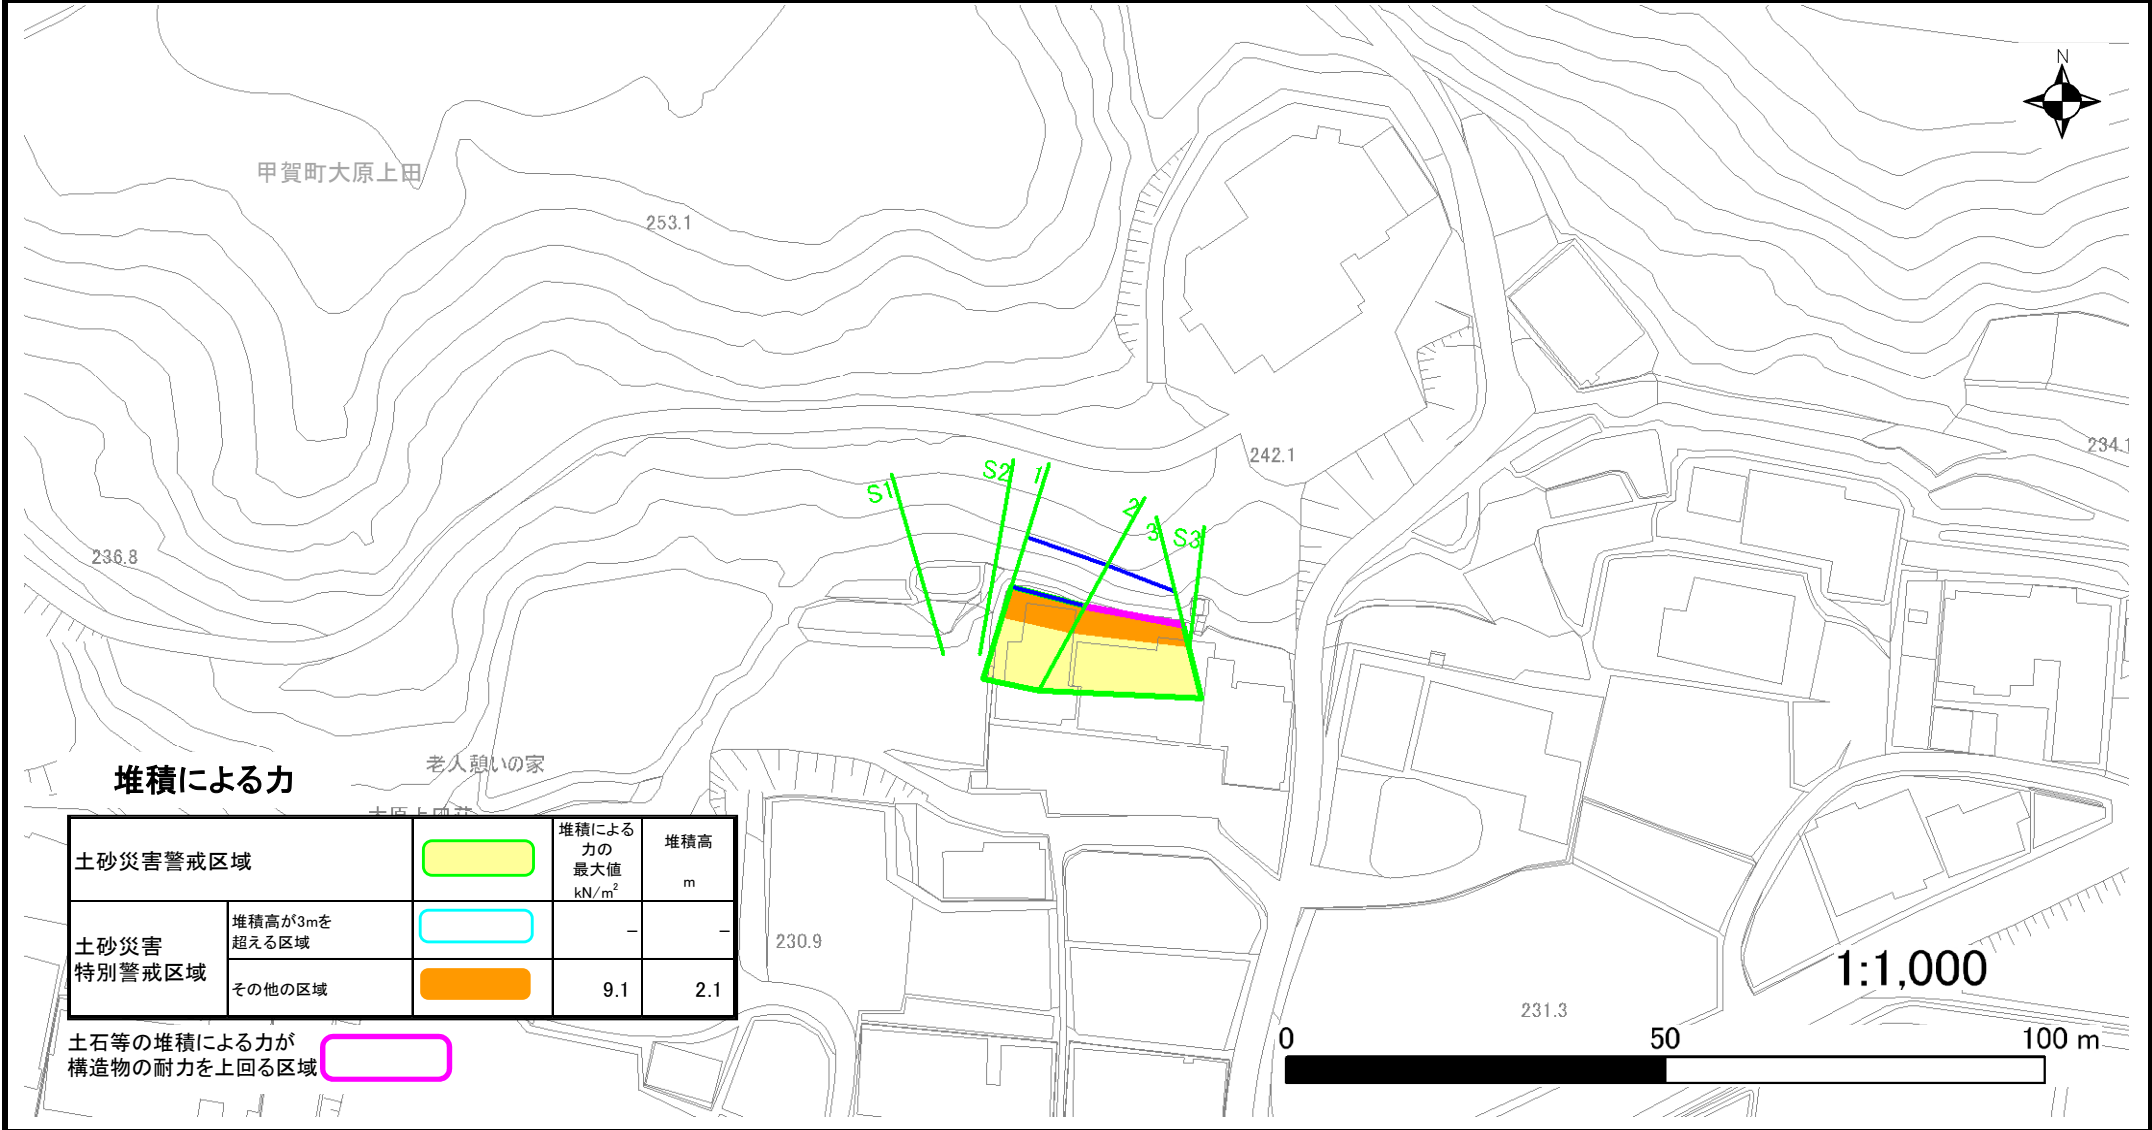 N
甲賀町大原上田
253.1
242.1
234.1
S1
S2
1
2
3
S3
236.8
老人憩いの家
大原上田荘
堆積による力
土砂災害警戒区域
堆積による
力の
最大値
kN/m²
堆積高
m
土砂災害
特別警戒区域
堆積高が3mを
超える区域
－
－
その他の区域
9.1
2.1
土石等の堆積による力が
構造物の耐力を上回る区域
230.9
231.3
1:1,000
0
50
100 m